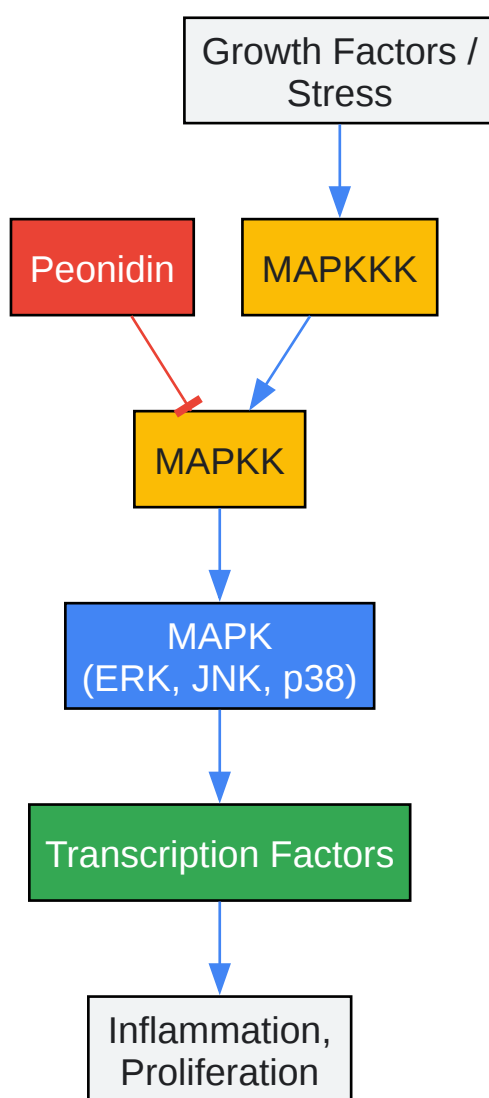 Growth Factors /
Stress
Peonidin
MAPKKK
MAPKK
MAPK
(ERK, JNK, p38)
Transcription Factors
Inflammation,
Proliferation